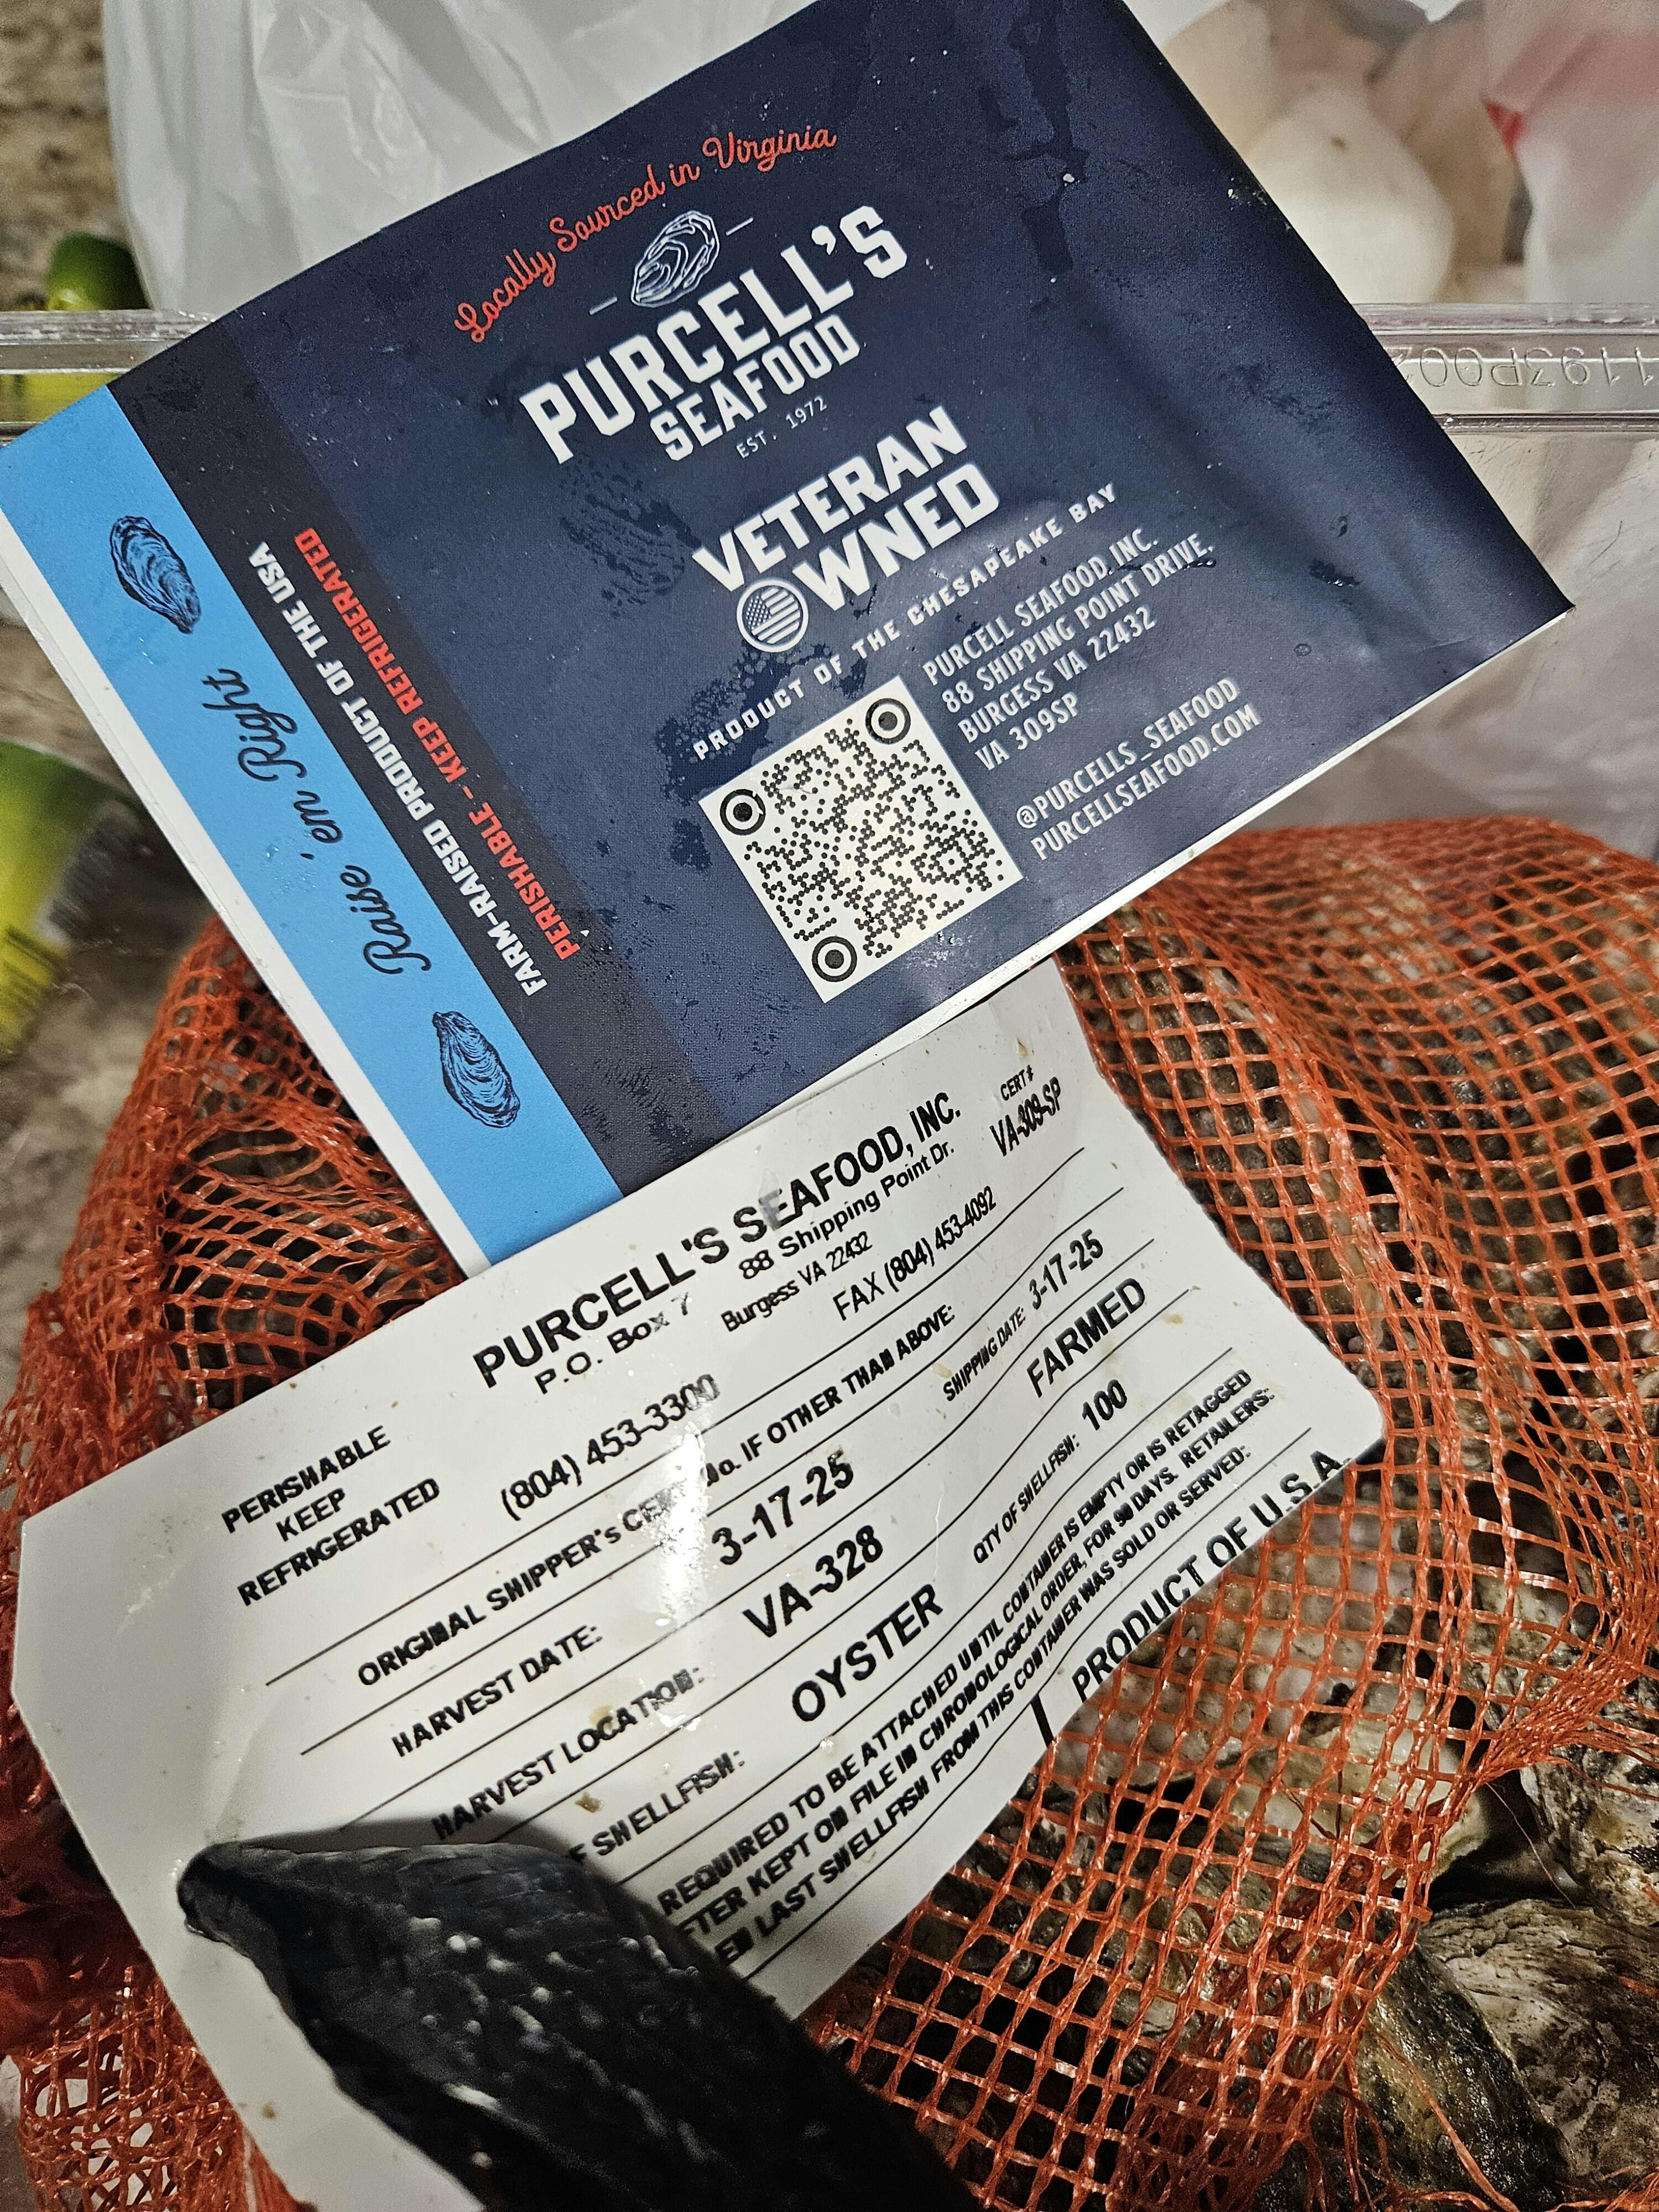 Locally Sourced in Virginia
PURCELL'S
SEAFOOD
EST. 1972
VETERAN
OWNED
PRODUCT OF THE CHESAPEAKE BAY
PURCELL SEAFOOD, INC.
88 SHIPPING POINT DRIVE,
BURGESS VA 22432
VA 309SP
@PURCELLS_SEAFOOD
PURCELLSEAFOOD.COM
PERISHABLE - KEEP REFRIGERATED
FARM-RAISED PRODUCT OF THE USA
Raise 'em Right
1193P002
PURCELL'S SEAFOOD, INC.
P.O. Box 7
88 Shipping Point Dr.
Burgess VA 22432
CERT#
VA-309-SP
PERISHABLE
KEEP
REFRIGERATED
(804) 453-3300
FAX (804) 453-4092
ORIGINAL SHIPPER's CERT No. IF OTHER THAN ABOVE:
HARVEST DATE: 3-17-25 SHIPPING DATE: 3-17-25
HARVEST LOCATION: VA-328 FARMED
F SHELLFISH: OYSTER QTY OF SHELLFISH: 100
REQUIRED TO BE ATTACHED UNTIL CONTAINER IS EMPTY OR IS RETAGGED
FTER KEPT ON FILE IN CHRONOLOGICAL ORDER, FOR 90 DAYS. RETAILERS:
EN LAST SHELLFISH FROM THIS CONTAINER WAS SOLD OR SERVED:
PRODUCT OF U.S.A.